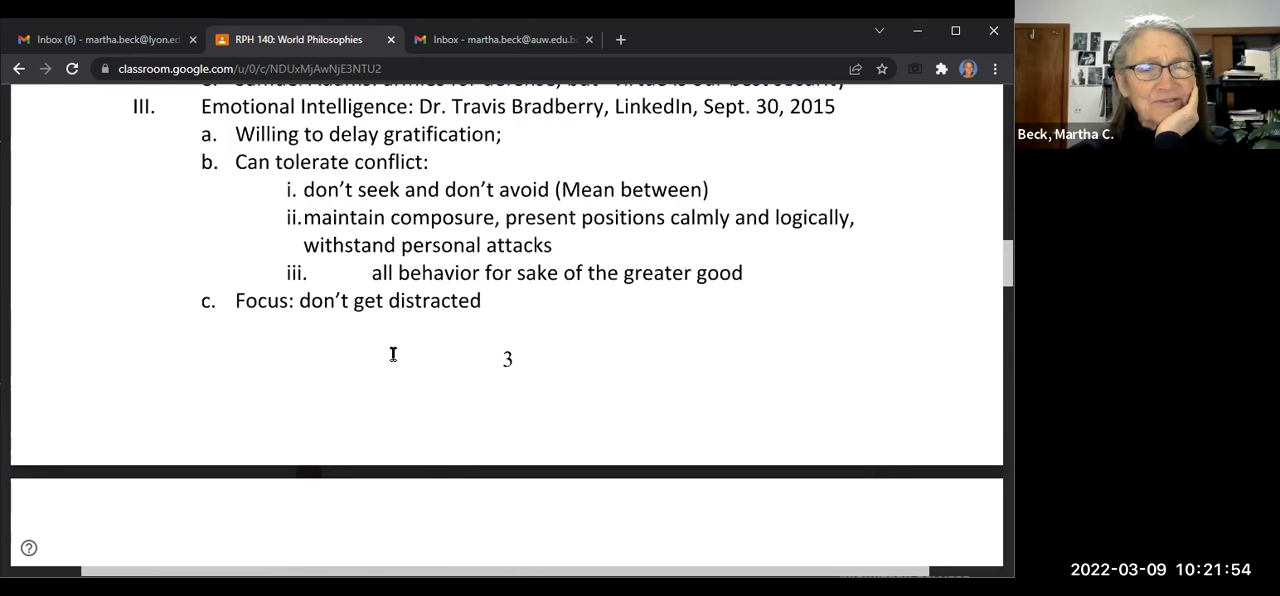 Inbox (6) - martha.beck@lyon.ed
RPH 140: World Philosophies
Inbox - martha.beck@auw.edu.b
classroom.google.com/u/0/c/NDUxMjAwNjE3NTU2
III. Emotional Intelligence: Dr. Travis Bradberry, LinkedIn, Sept. 30, 2015
a. Willing to delay gratification;
b. Can tolerate conflict:
i. don’t seek and don’t avoid (Mean between)
ii. maintain composure, present positions calmly and logically,
withstand personal attacks
iii. all behavior for sake of the greater good
c. Focus: don’t get distracted
3
Beck, Martha C.
2022-03-09 10:21:54